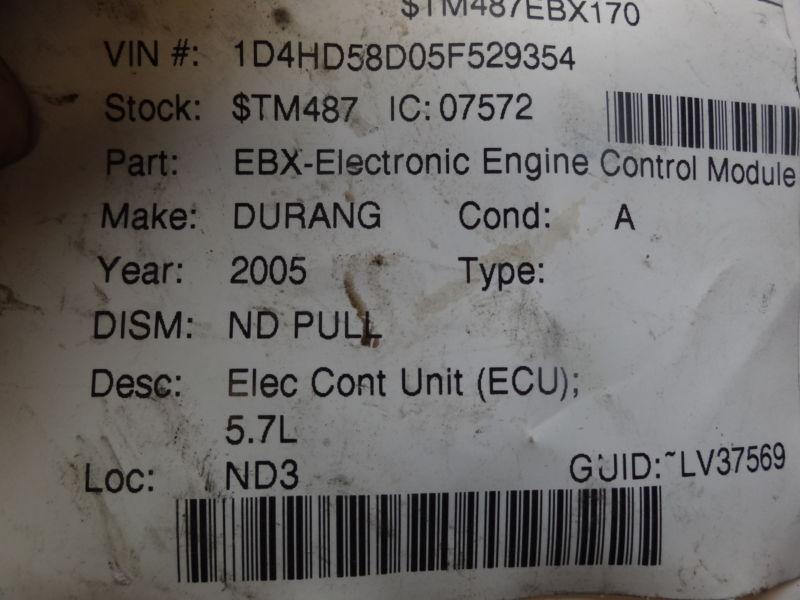 $TM487EBX170
VIN #: 1D4HD58D05F529354
Stock: $TM487 IC: 07572
Part: EBX-Electronic Engine Control Module
Make: DURANG Cond: A
Year: 2005 Type:
DISM: ND PULL
Desc: Elec Cont Unit (ECU);
5.7L
Loc: ND3 GUID:~LV37569